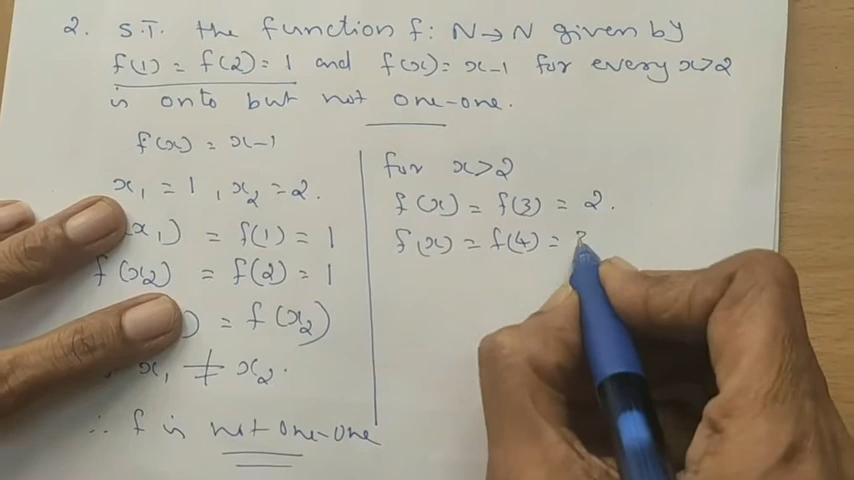 2. S.T. the function f: N→N given by
f(1) = f(2) = 1 and f(x) = x-1 for every x>2
is onto but not one-one.
f(x) = x-1
x₁ = 1, x₂ = 2.
x₁) = f(1) = 1
f(x₂) = f(2) = 1
) = f(x₂)
x₁ ≠ x₂.
∴ f is not one-one
for x>2
f(x) = f(3) = 2.
f(x) = f(4) =